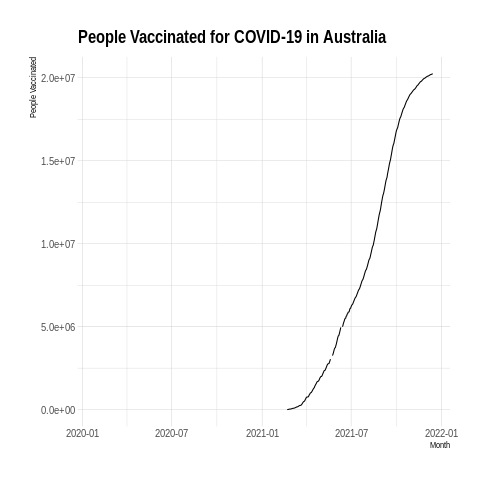 People Vaccinated for COVID-19 in Australia
People Vaccinated
2.0e+07
1.5e+07
1.0e+07
5.0e+06
0.0e+00
2020-01 2020-07 2021-01 2021-07 2022-01
Month